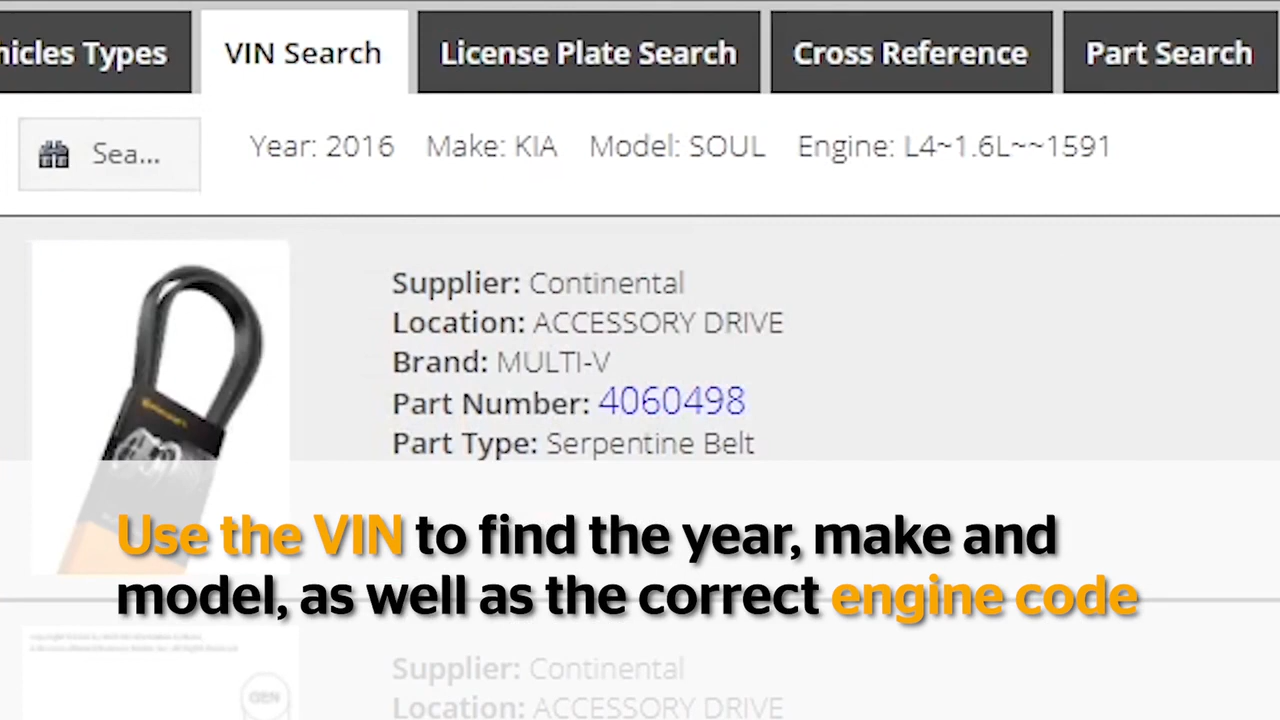 hicles Types
VIN Search
License Plate Search
Cross Reference
Part Search
Sea...
Year: 2016 Make: KIA Model: SOUL Engine: L4~1.6L~~1591
Supplier: Continental
Location: ACCESSORY DRIVE
Brand: MULTI-V
Part Number: 4060498
Part Type: Serpentine Belt
Use the VIN to find the year, make and
model, as well as the correct engine code
Supplier: Continental
GEN
Location: ACCESSORY DRIVE